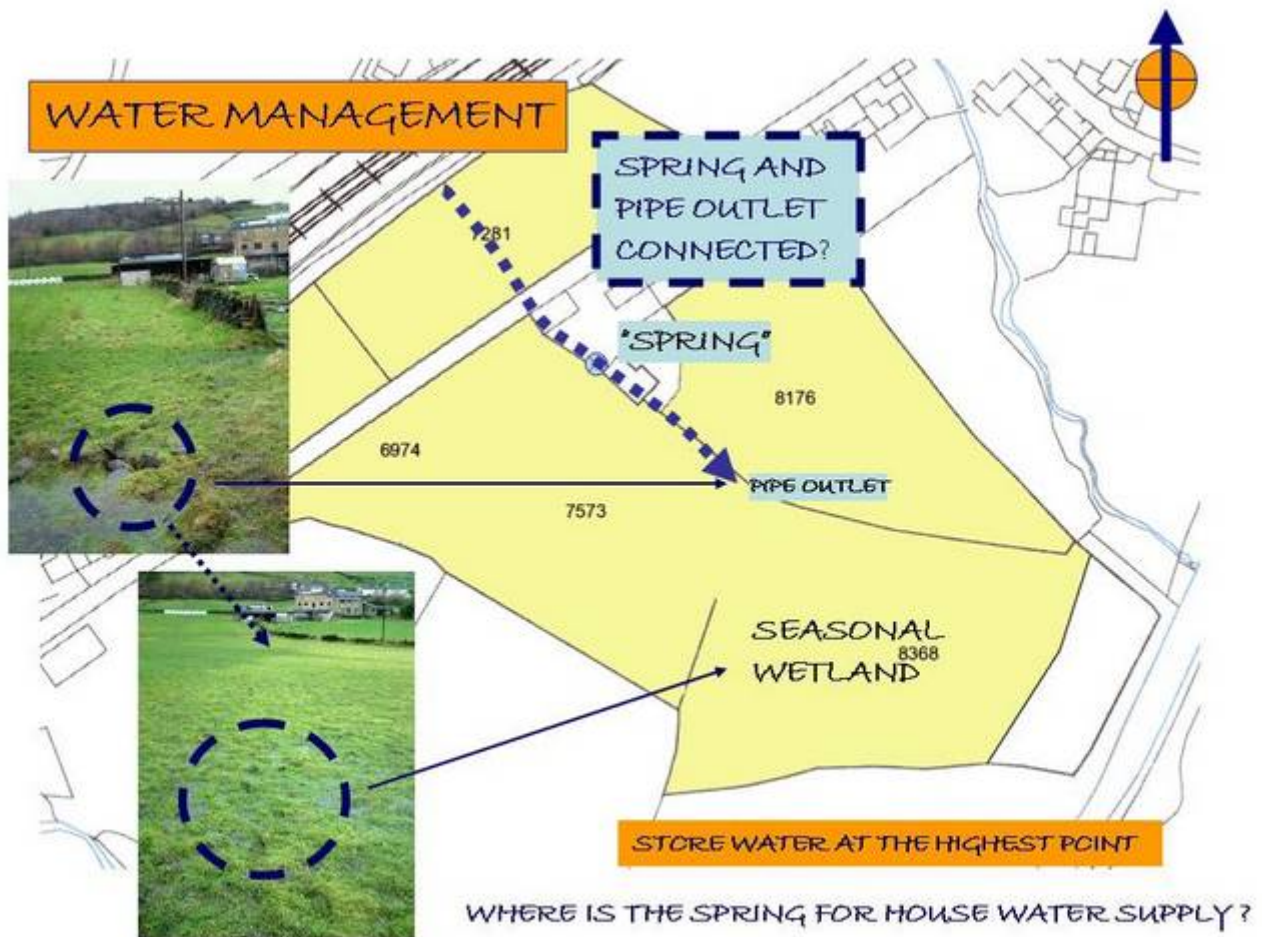 WATER MANAGEMENT
SPRING AND
PIPE OUTLET
CONNECTED?
7281
"SPRING"
8176
6974
PIPE OUTLET
7573
SEASONAL
8368
WETLAND
STORE WATER AT THE HIGHEST POINT
WHERE IS THE SPRING FOR HOUSE WATER SUPPLY?